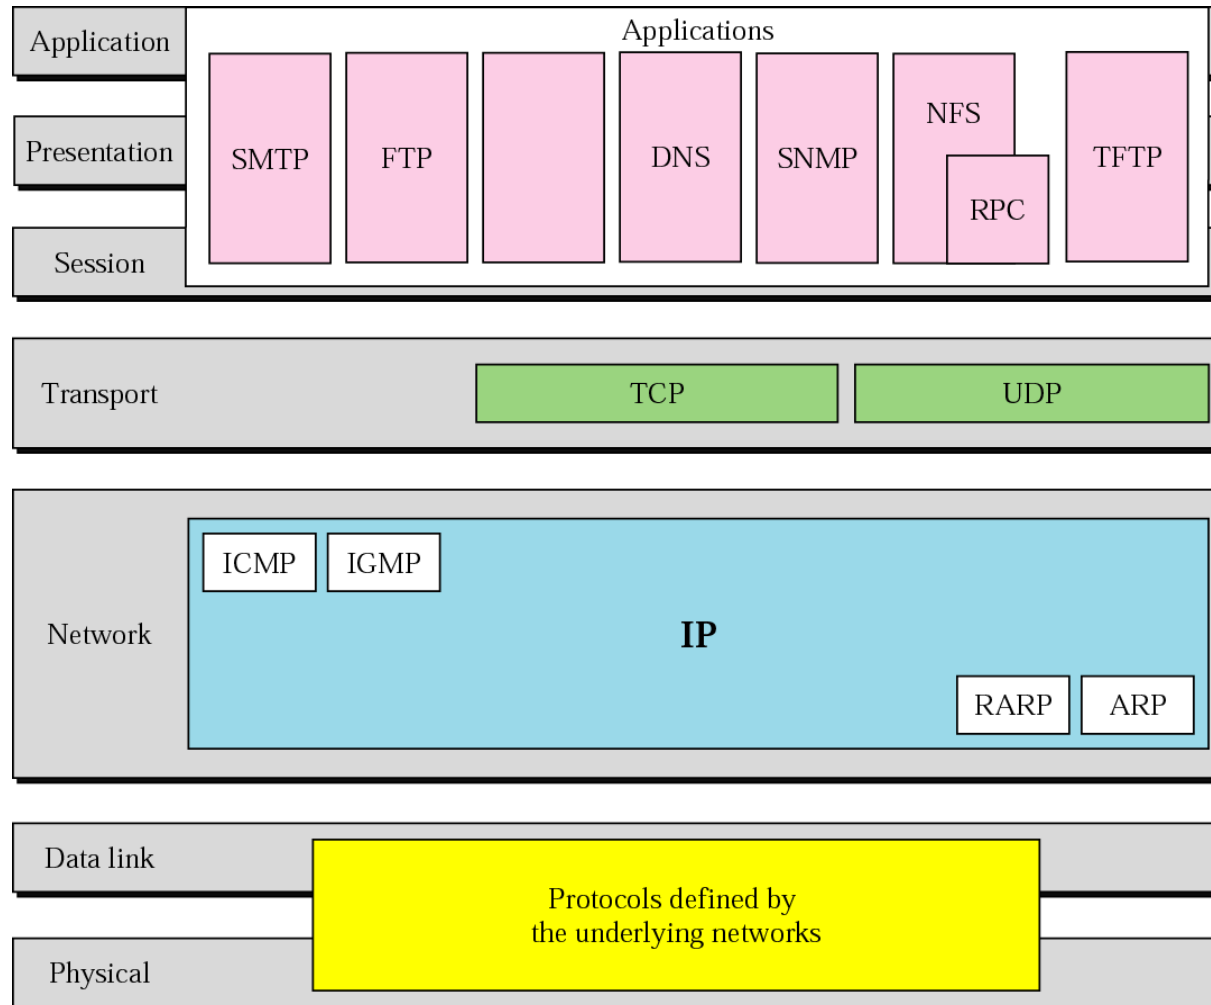 Application
Applications
Presentation
SMTP
FTP
DNS
SNMP
NFS
RPC
TFTP
Session
Transport
TCP
UDP
Network
ICMP
IGMP
IP
RARP
ARP
Data link
Protocols defined by
the underlying networks
Physical